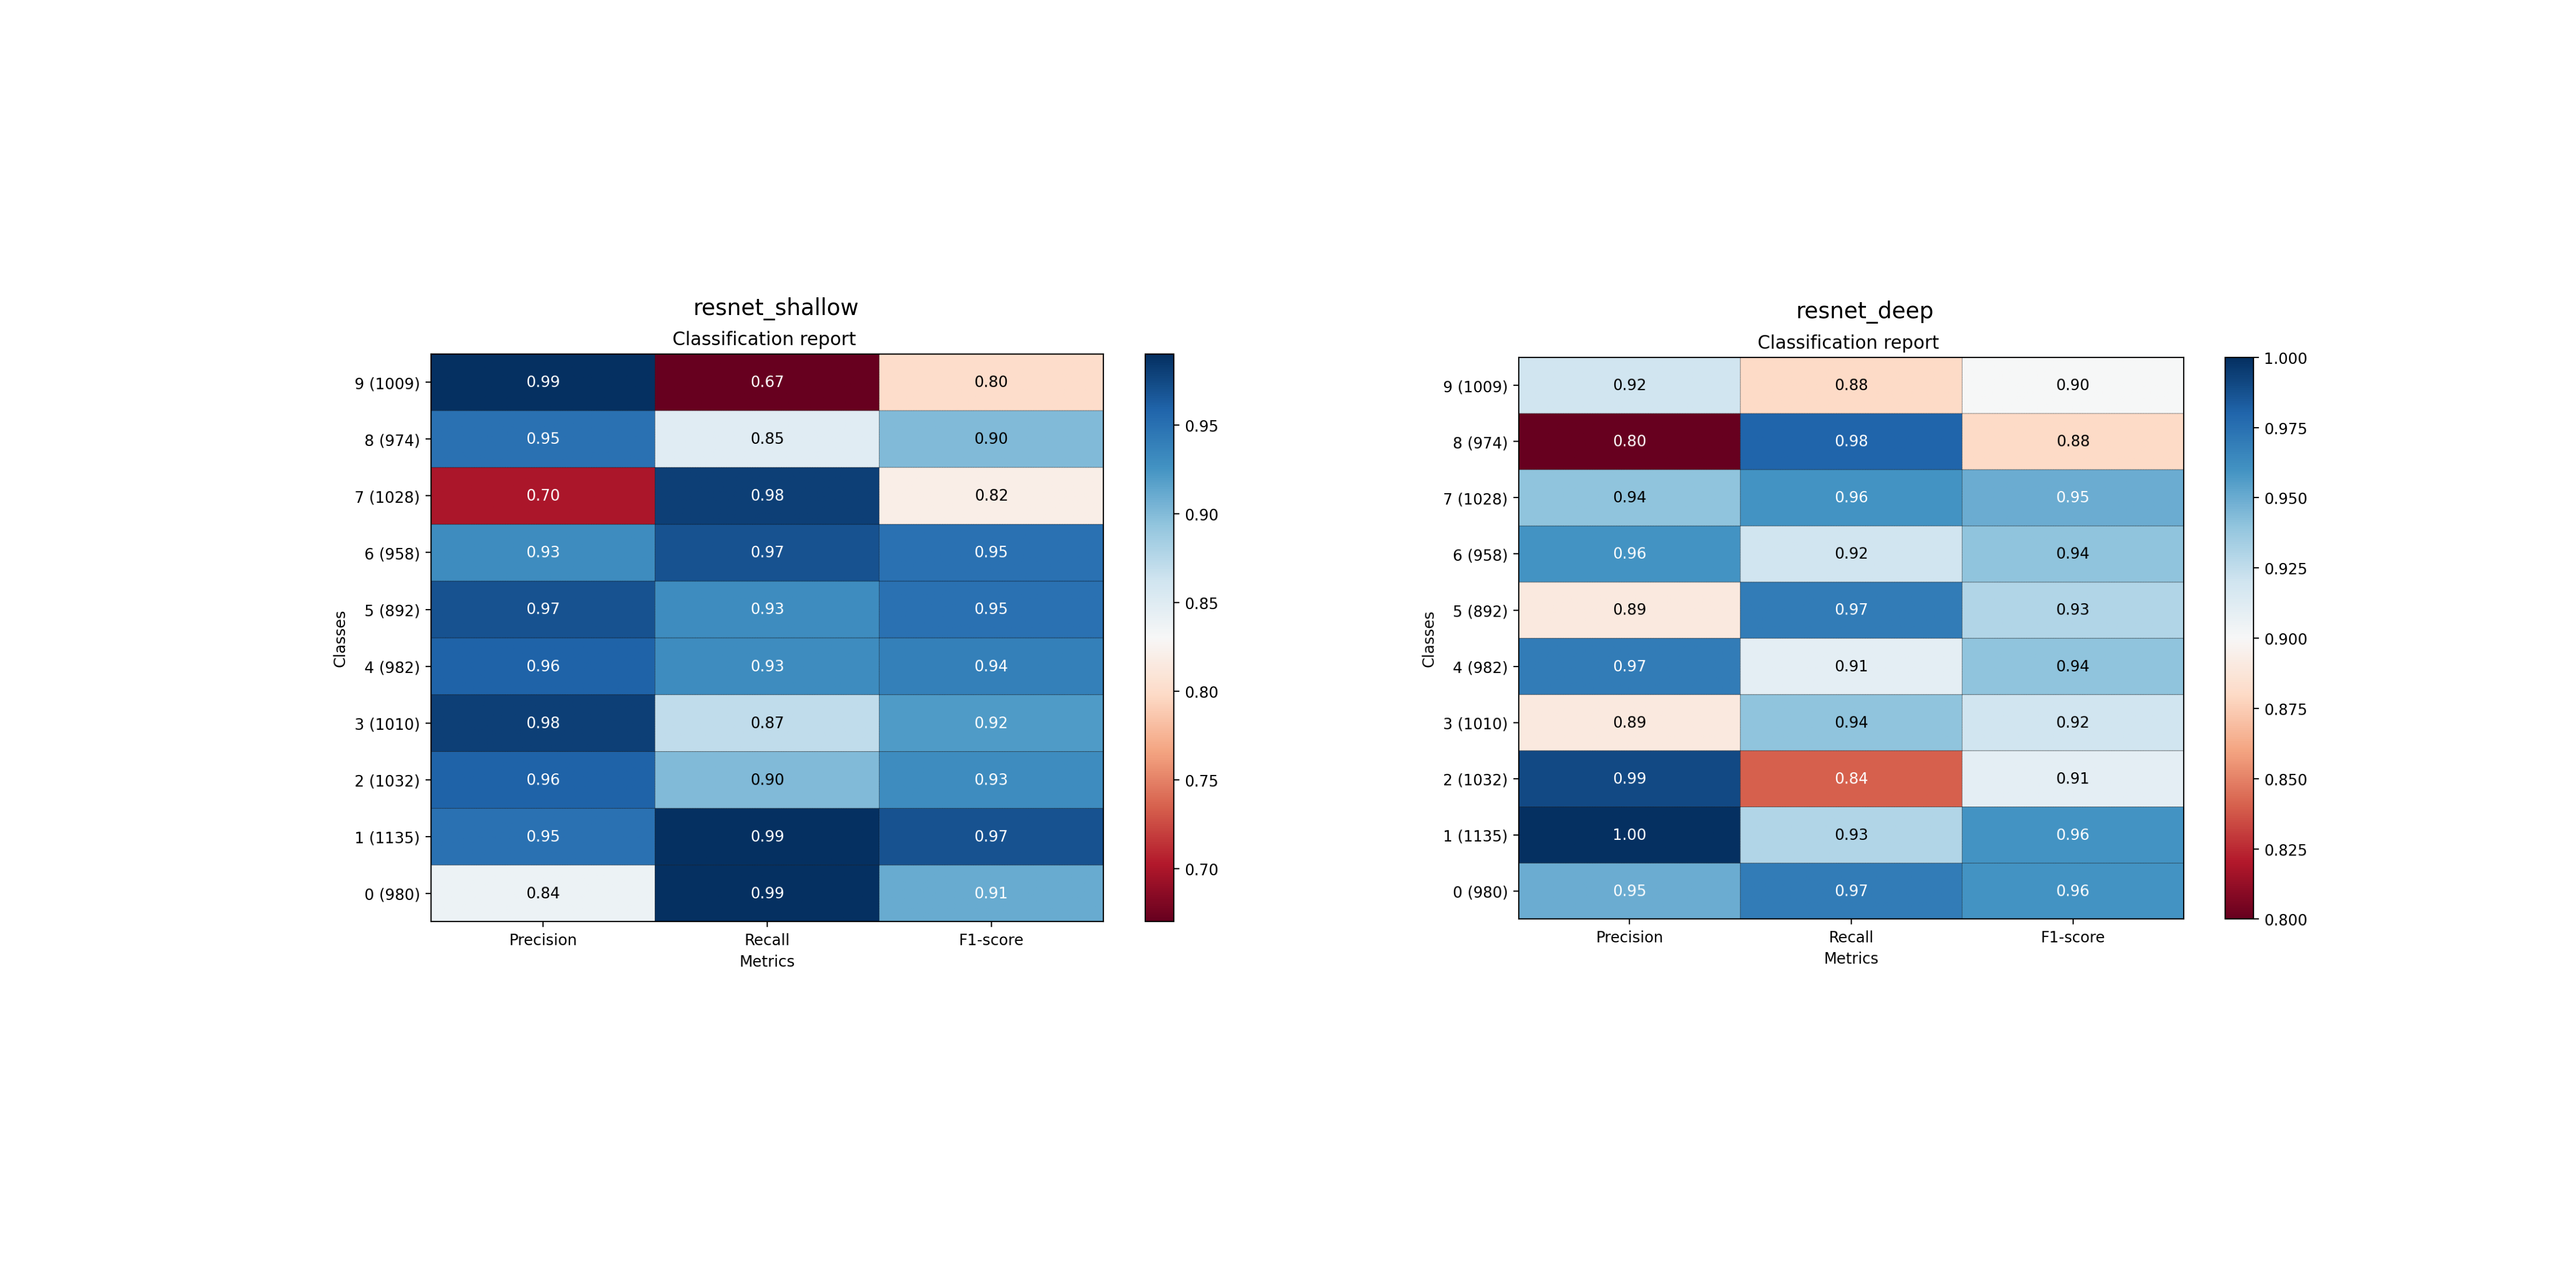 resnet_shallow
Classification report
9 (1009) 0.99 0.67 0.80
8 (974) 0.95 0.85 0.90
7 (1028) 0.70 0.98 0.82
6 (958) 0.93 0.97 0.95
5 (892) 0.97 0.93 0.95
4 (982) 0.96 0.93 0.94
3 (1010) 0.98 0.87 0.92
2 (1032) 0.96 0.90 0.93
1 (1135) 0.95 0.99 0.97
0 (980) 0.84 0.99 0.91
Classes
Precision Recall F1-score
Metrics
0.95
0.90
0.85
0.80
0.75
0.70
resnet_deep
Classification report
9 (1009) 0.92 0.88 0.90
8 (974) 0.80 0.98 0.88
7 (1028) 0.94 0.96 0.95
6 (958) 0.96 0.92 0.94
5 (892) 0.89 0.97 0.93
4 (982) 0.97 0.91 0.94
3 (1010) 0.89 0.94 0.92
2 (1032) 0.99 0.84 0.91
1 (1135) 1.00 0.93 0.96
0 (980) 0.95 0.97 0.96
Classes
Precision Recall F1-score
Metrics
1.000
0.975
0.950
0.925
0.900
0.875
0.850
0.825
0.800